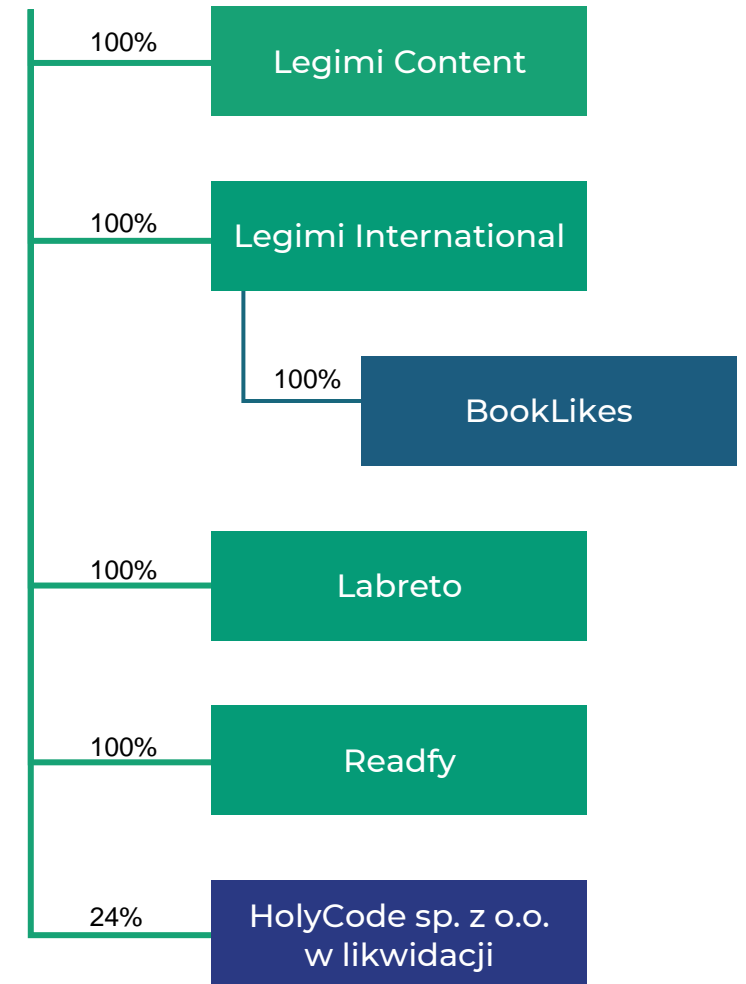 100%
Legimi Content
100%
Legimi International
100%
BookLikes
100%
Labreto
100%
Readfy
24%
HolyCode sp. z o.o.
w likwidacji